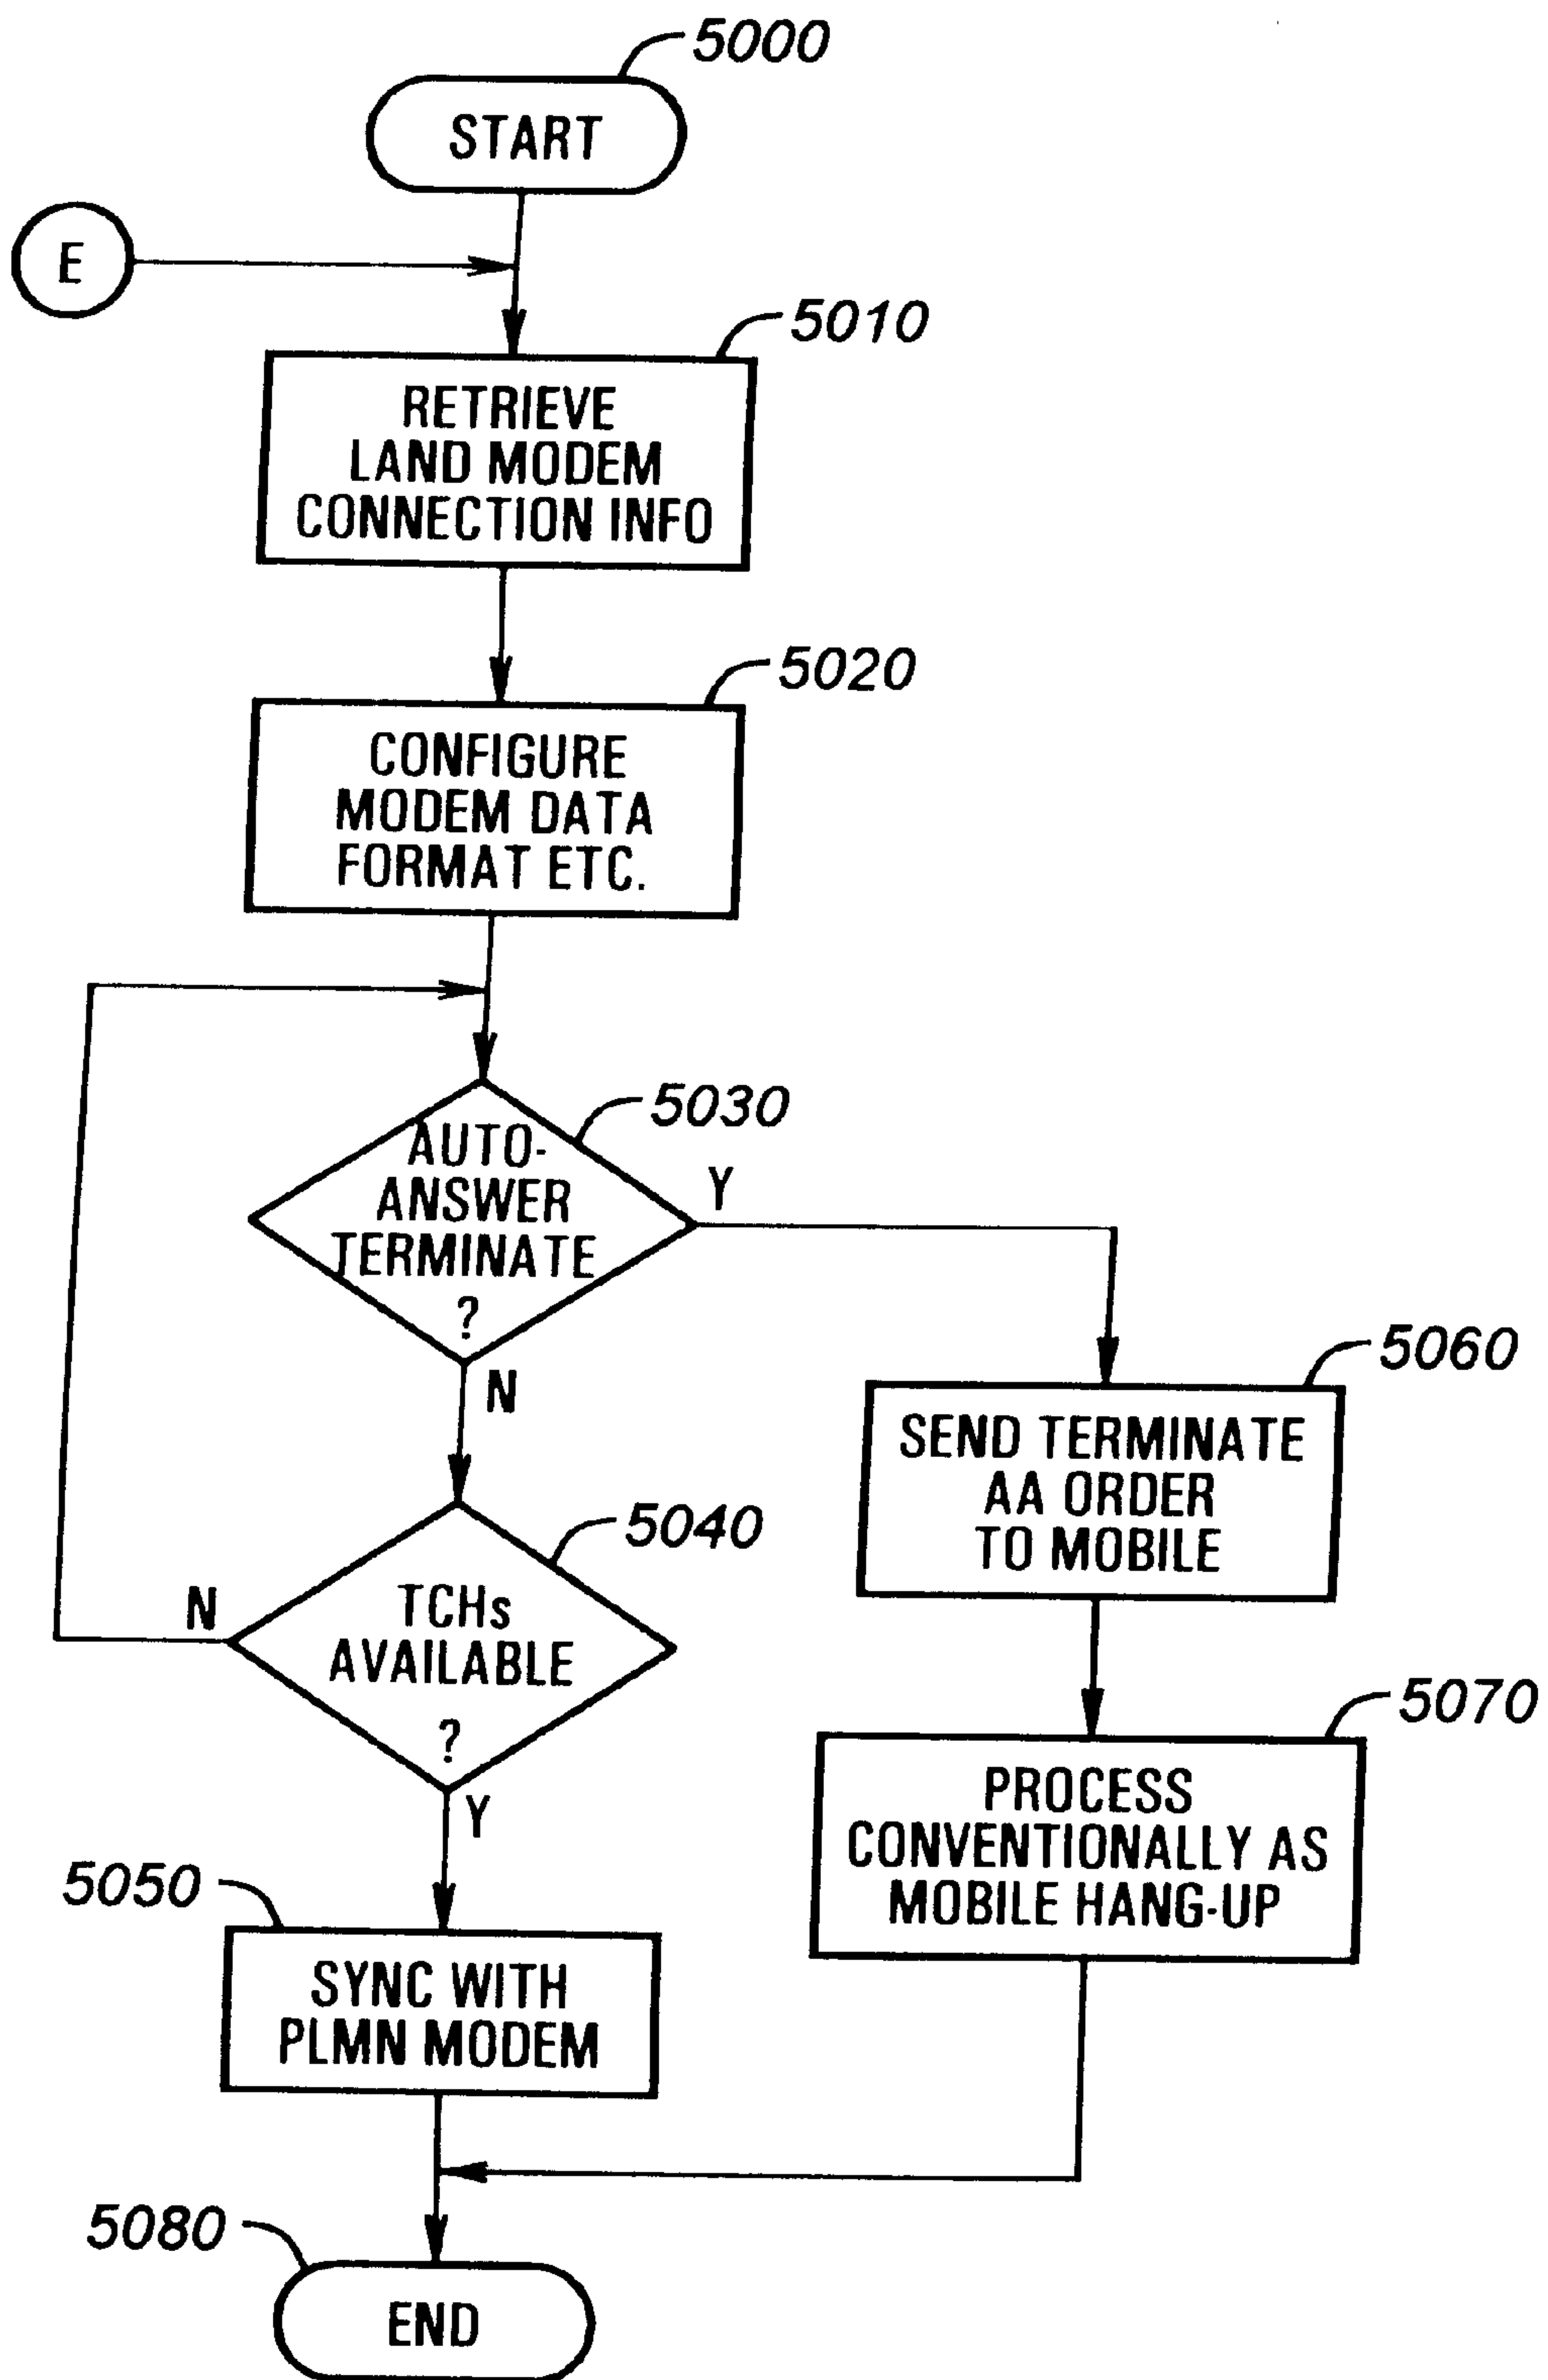 5000
START
E
5010
RETRIEVE
LAND MODEM
CONNECTION INFO
5020
CONFIGURE
MODEM DATA
FORMAT ETC.
5030
AUTO-
ANSWER
TERMINATE
?
Y
N
5060
SEND TERMINATE
AA ORDER
TO MOBILE
5040
TCHs
AVAILABLE
?
N
Y
5070
PROCESS
CONVENTIONALLY AS
MOBILE HANG-UP
5050
SYNC WITH
PLMN MODEM
5080
END